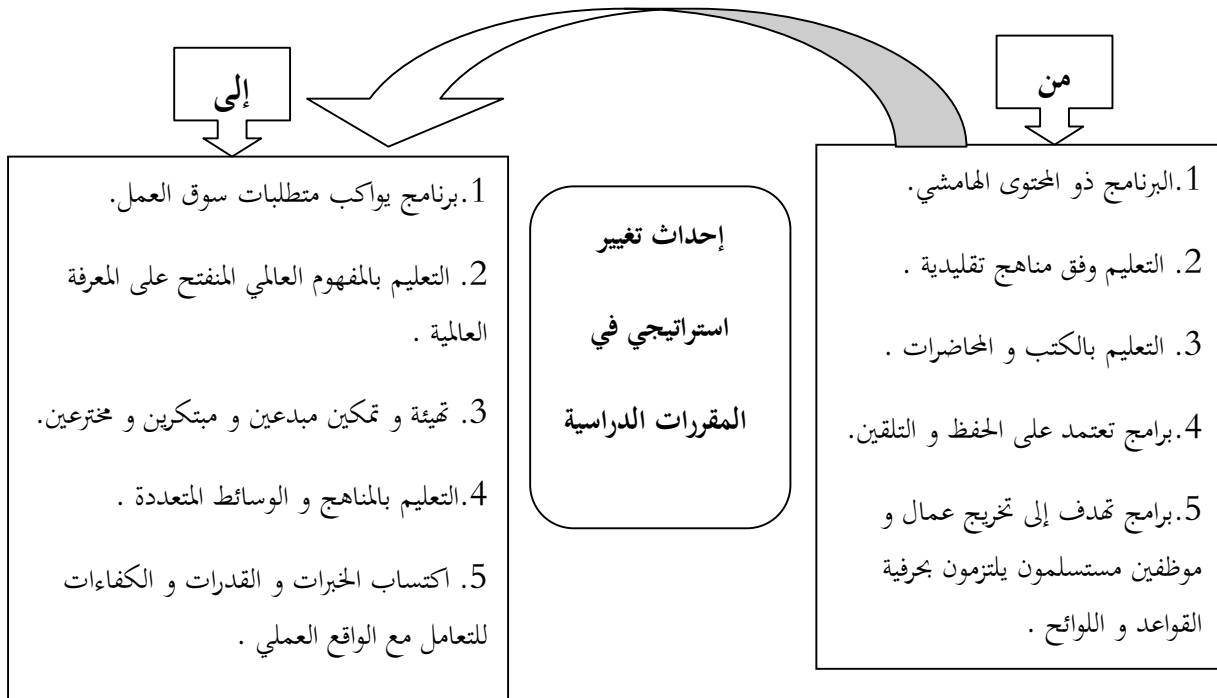 من
1.البرنامج ذو المحتوى الهامشي.
2. التعليم وفق مناهج تقليدية .
3. التعليم بالكتب و المحاضرات .
4.برامج تعتمد على الحفظ و التلقين.
5.برامج تهدف إلى تخريج عمال و
موظفين مستسلمون يلتزمون بحرفية
القواعد و اللوائح .
إحداث تغيير
استراتيجي في
المقررات الدراسية
إلى
1.برنامج يواكب متطلبات سوق العمل.
2. التعليم بالمفهوم العالمي المنفتح على المعرفة
العالمية .
3. تهيئة و تمكين مبدعين و مبتكرين و مخترعين.
4.التعليم بالمناهج و الوسائط المتعددة .
5. اكتساب الخبرات و القدرات و الكفاءات
للتعامل مع الواقع العملي .